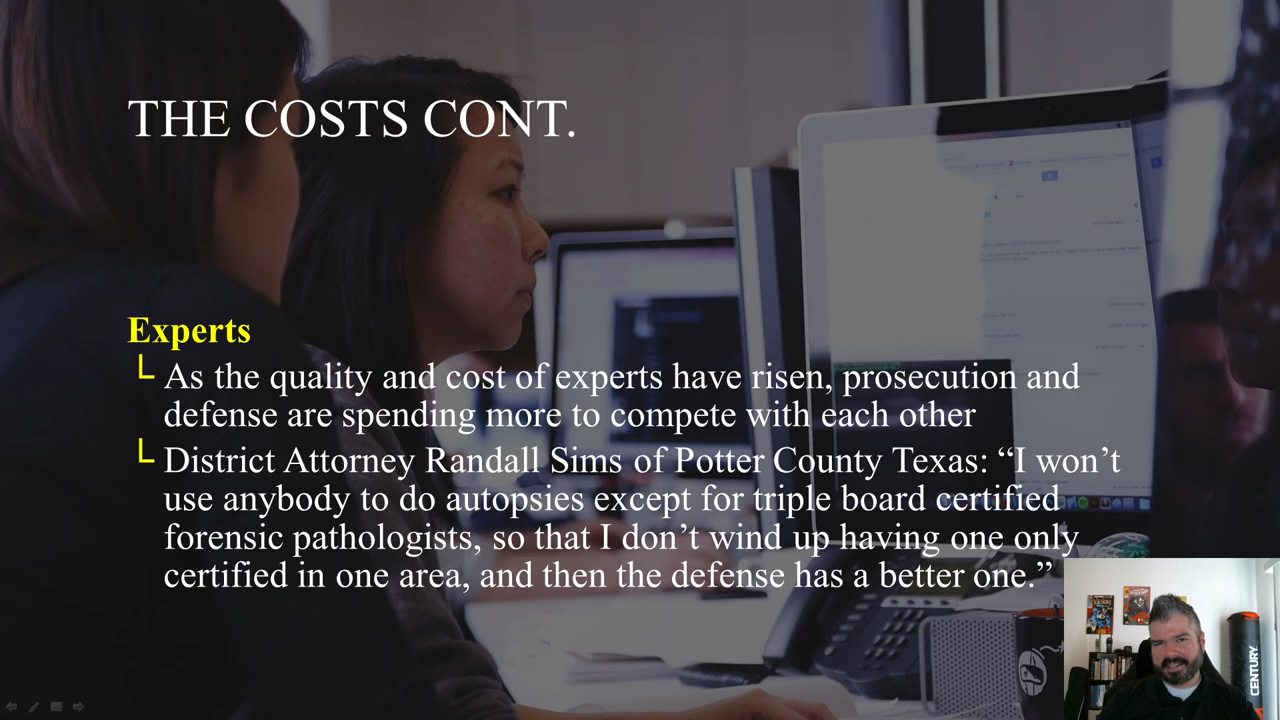 THE COSTS CONT.
Experts
As the quality and cost of experts have risen, prosecution and
defense are spending more to compete with each other
District Attorney Randall Sims of Potter County Texas: “I won’t
use anybody to do autopsies except for triple board certified
forensic pathologists, so that I don’t wind up having one only
certified in one area, and then the defense has a better one.”
CENTURY